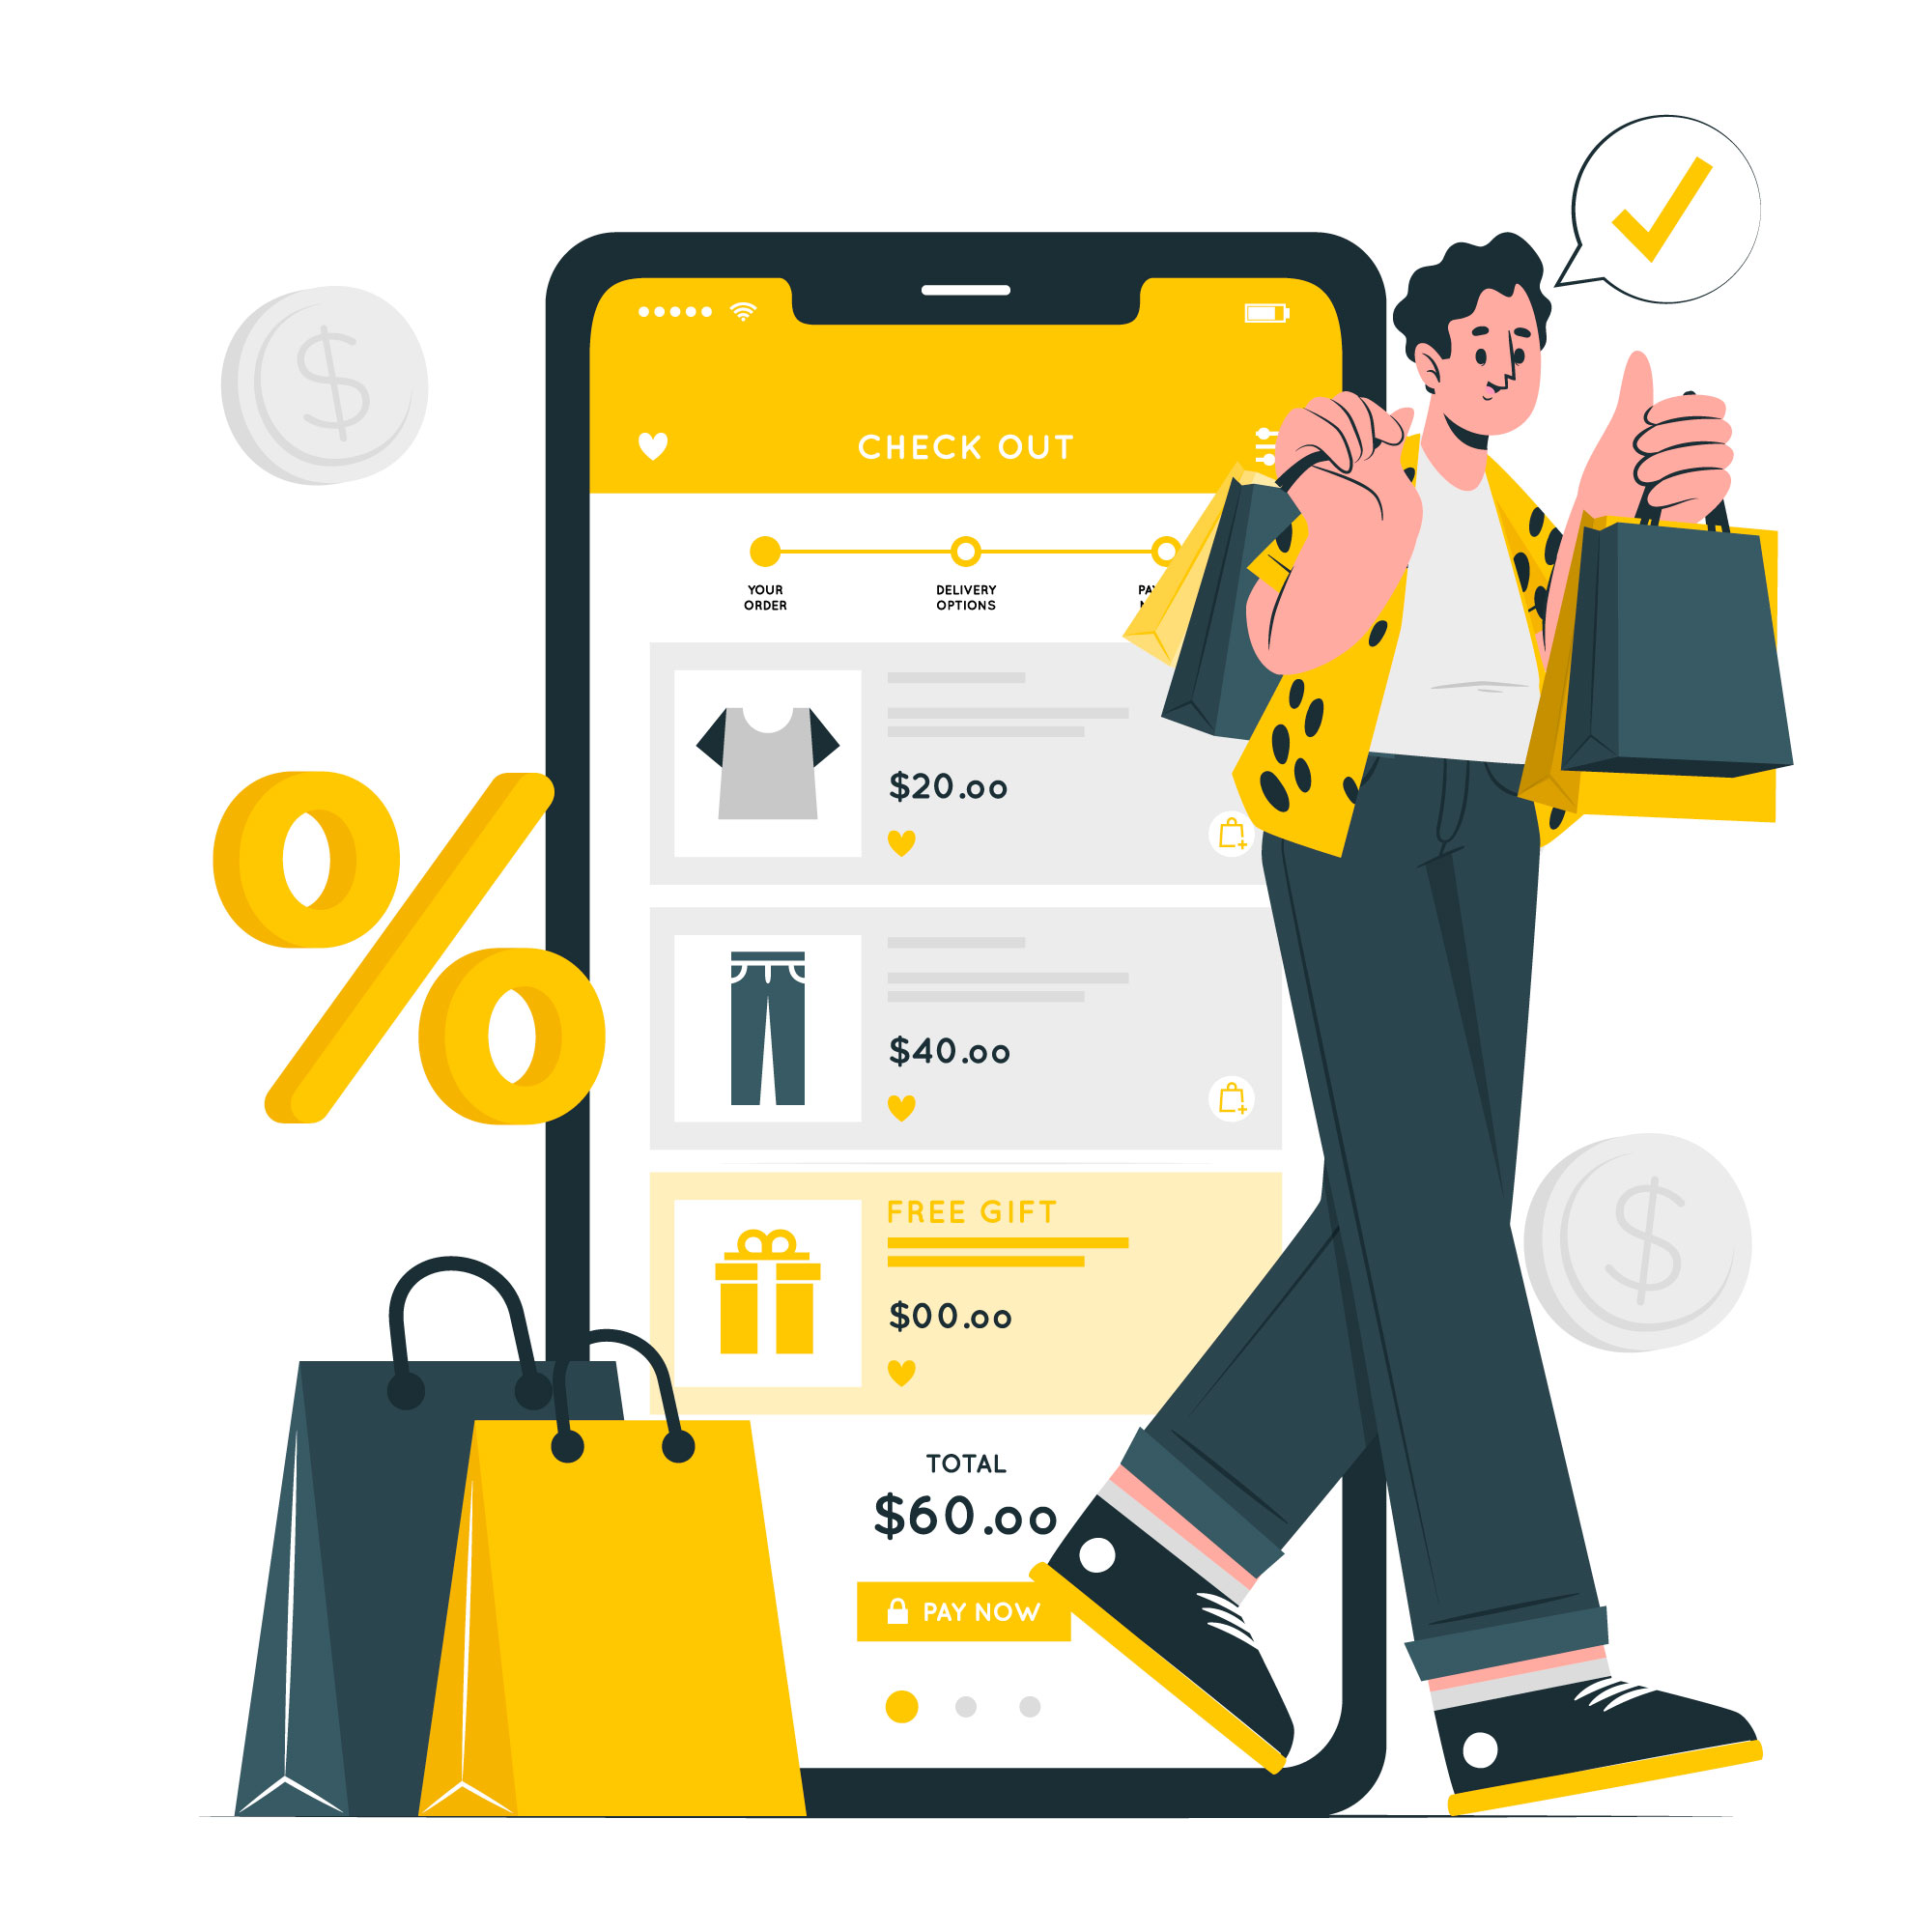 CHECK OUT
YOUR
ORDER
DELIVERY
OPTIONS
$20.00
$40.00
FREE GIFT
$00.00
TOTAL
$60.00
PAY NOW
%
$
$